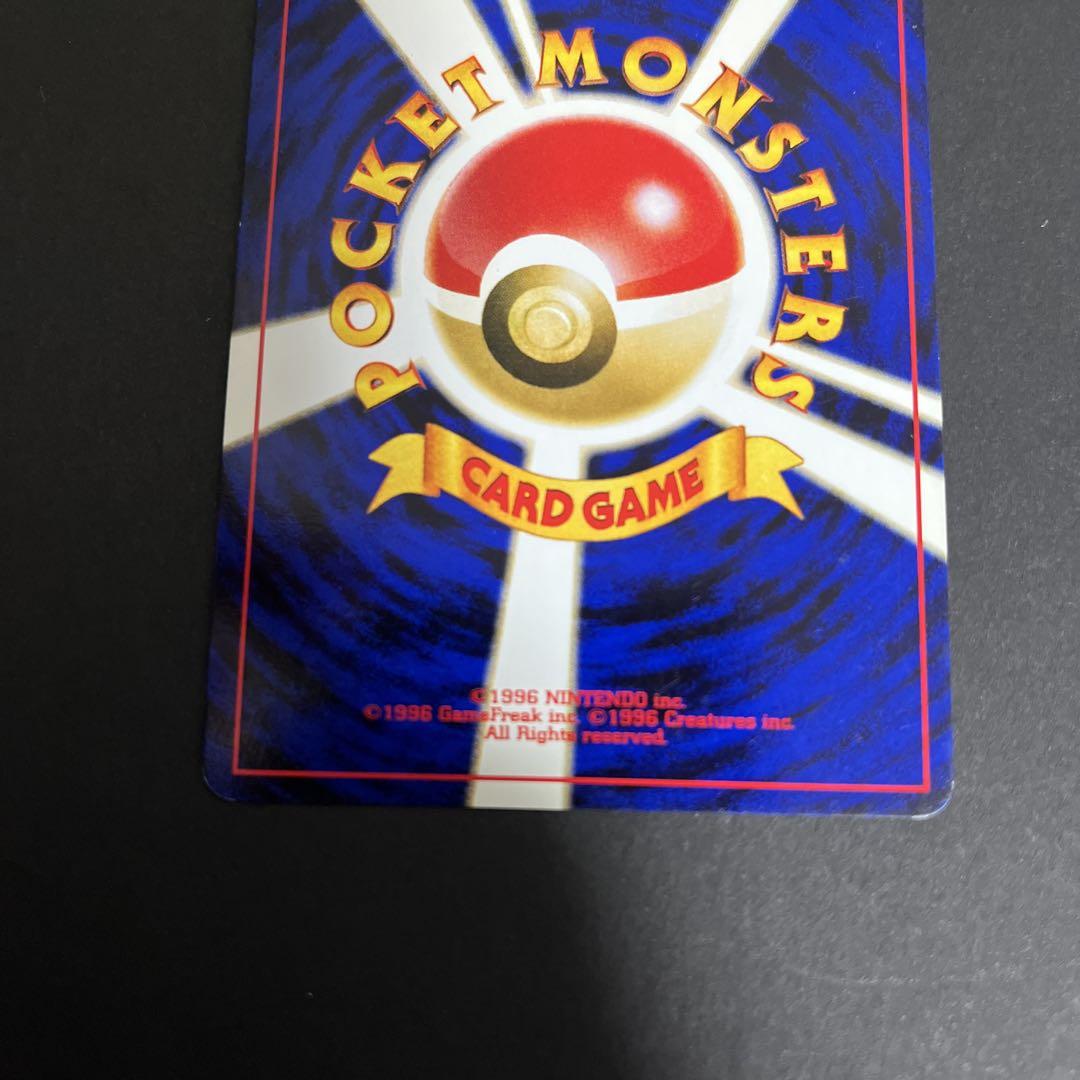 POCKET MONSTERS
CARD GAME
©1996 NINTENDO inc.
©1996 GameFreak inc. ©1996 Creatures inc.
All Rights reserved.